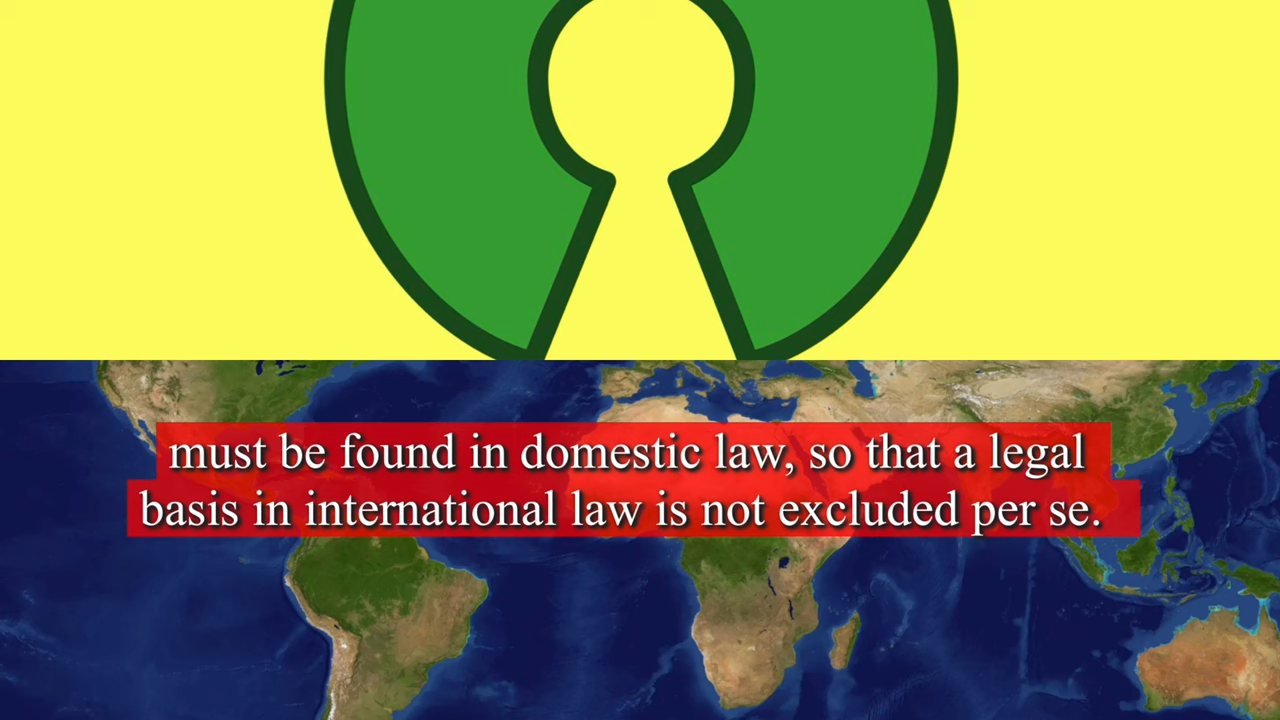 must be found in domestic law, so that a legal
basis in international law is not excluded per se.